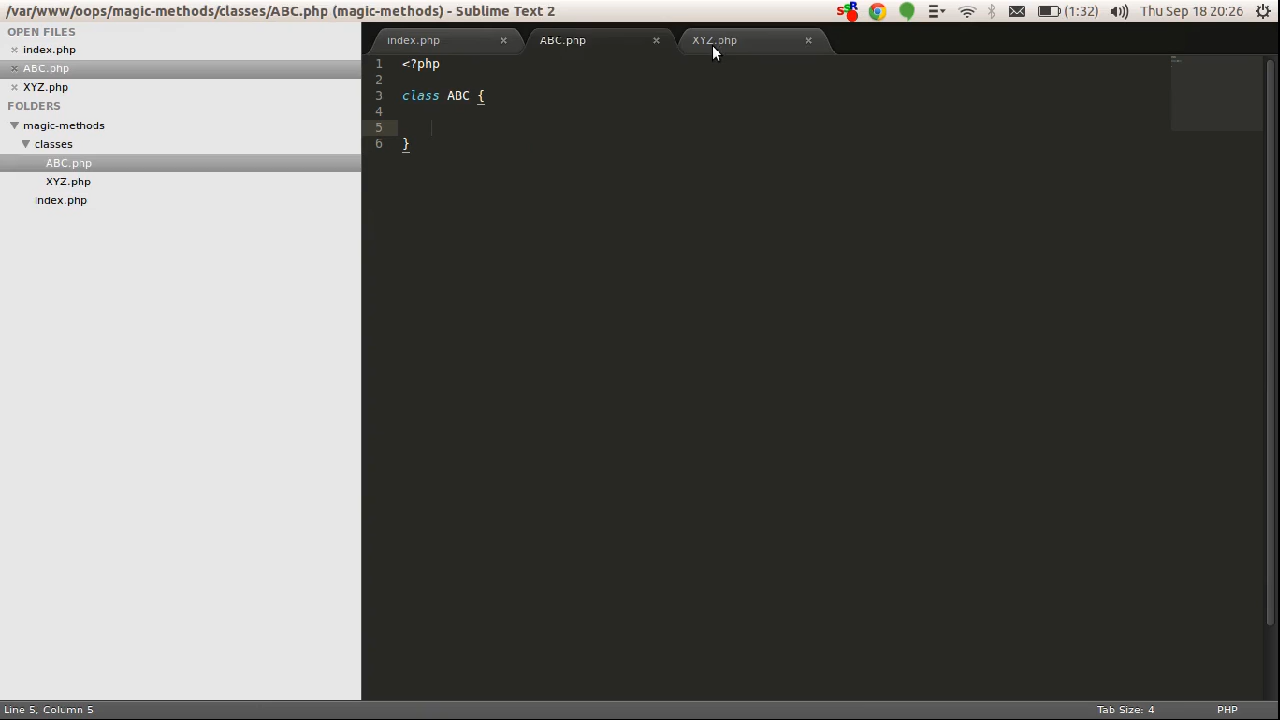 /var/www/oops/magic-methods/classes/ABC.php (magic-methods) - Sublime Text 2
SSR
(1:32)
Thu Sep 18 20:26
OPEN FILES
index.php
ABC.php
XYZ.php
FOLDERS
magic-methods
classes
ABC.php
XYZ.php
index.php
index.php
ABC.php
XYZ.php
1 <?php
2
3 class ABC {
4
5
6 }
Line 5, Column 5
Tab Size: 4
PHP